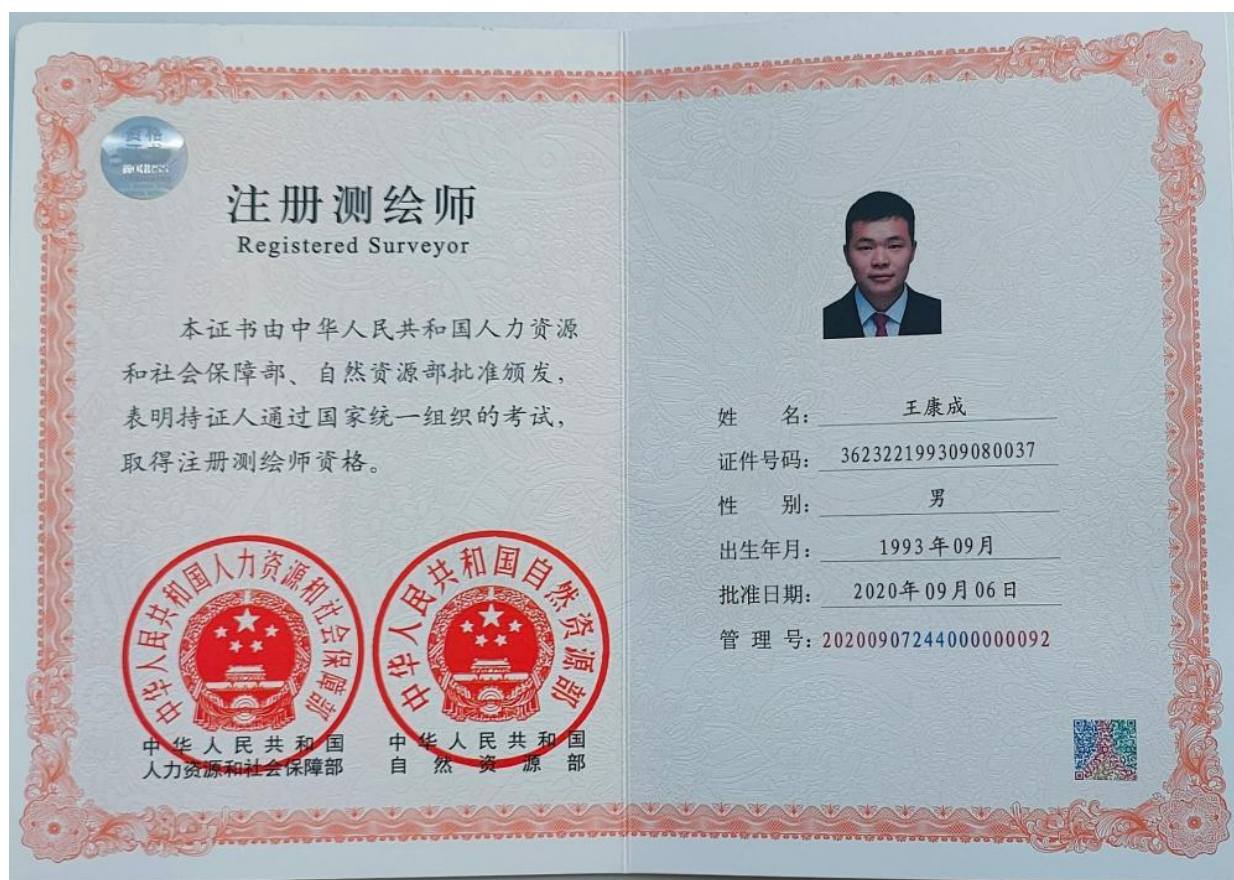 资格
注册测绘师
Registered Surveyor
本证书由中华人民共和国人力资源
和社会保障部、自然资源部批准颁发,
表明持证人通过国家统一组织的考试,
取得注册测绘师资格。
中华人民共和国人力资源和社会保障部
中华人民共和国自然资源部
中华人民共和国
人力资源和社会保障部
中华人民共和国
自然资源部
姓 名: 王康成
证件号码: 362322199309080037
性 别: 男
出生年月: 1993年09月
批准日期: 2020年09月06日
管 理 号: 20200907244000000092